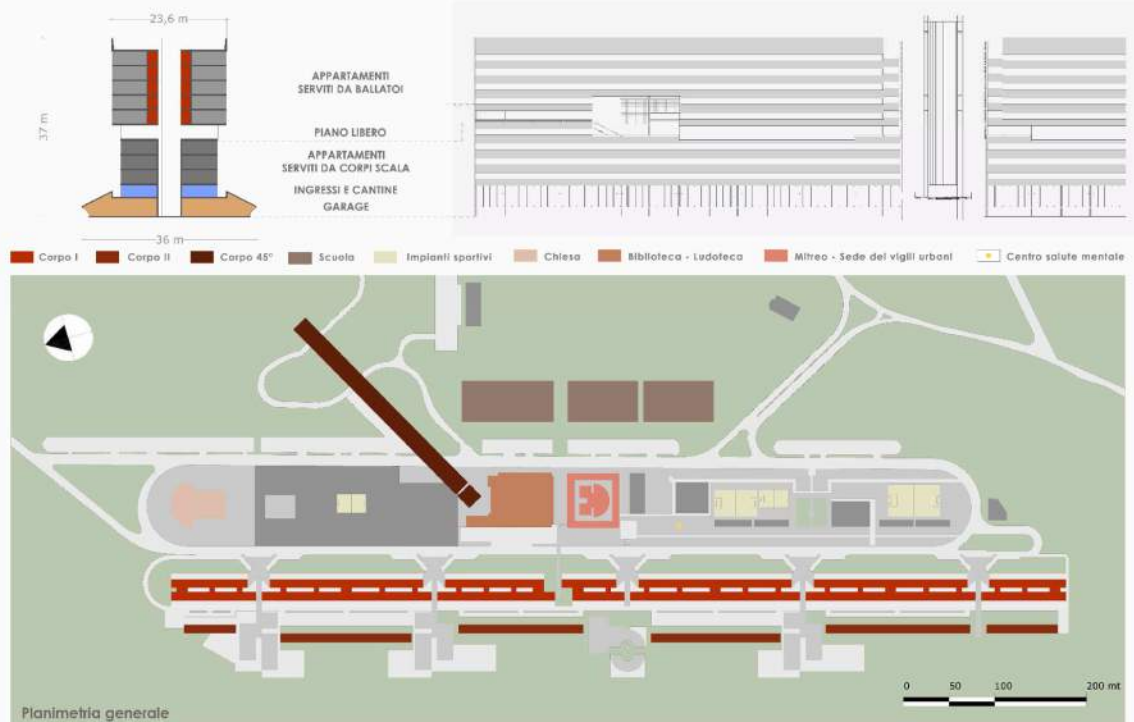 23,6 m
37 m
APPARTAMENTI
SERVITI DA BALLATOI
PIANO LIBERO
APPARTAMENTI
SERVITI DA CORPI SCALA
INGRESSI E CANTINE
GARAGE
36 m
Corpo I
Corpo II
Corpo 45°
Scuola
Impianti sportivi
Chiesa
Biblioteca - Ludoteca
Mitreo - Sede dei vigili urbani
Centro salute mentale
0 50 100 200 mt
Planimetria generale